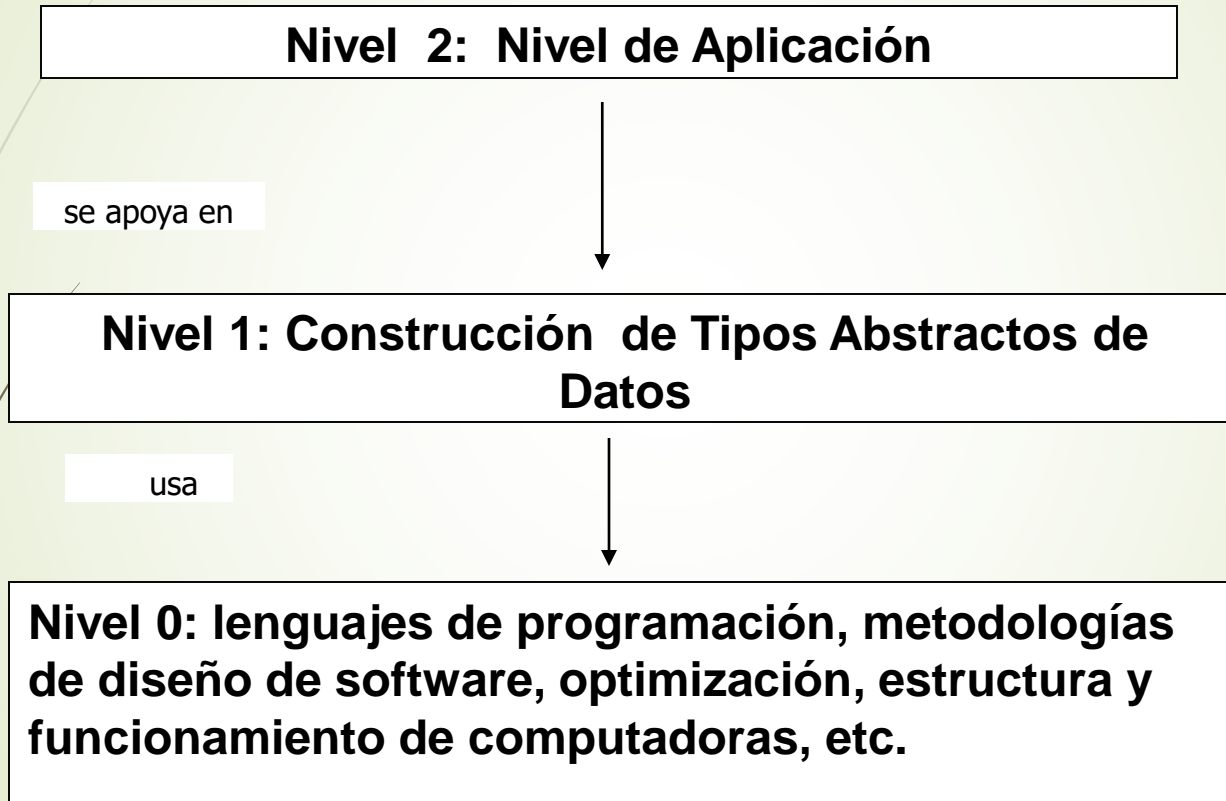 Nivel 2: Nivel de Aplicación
se apoya en
Nivel 1: Construcción de Tipos Abstractos de
Datos
usa
Nivel 0: lenguajes de programación, metodologías
de diseño de software, optimización, estructura y
funcionamiento de computadoras, etc.